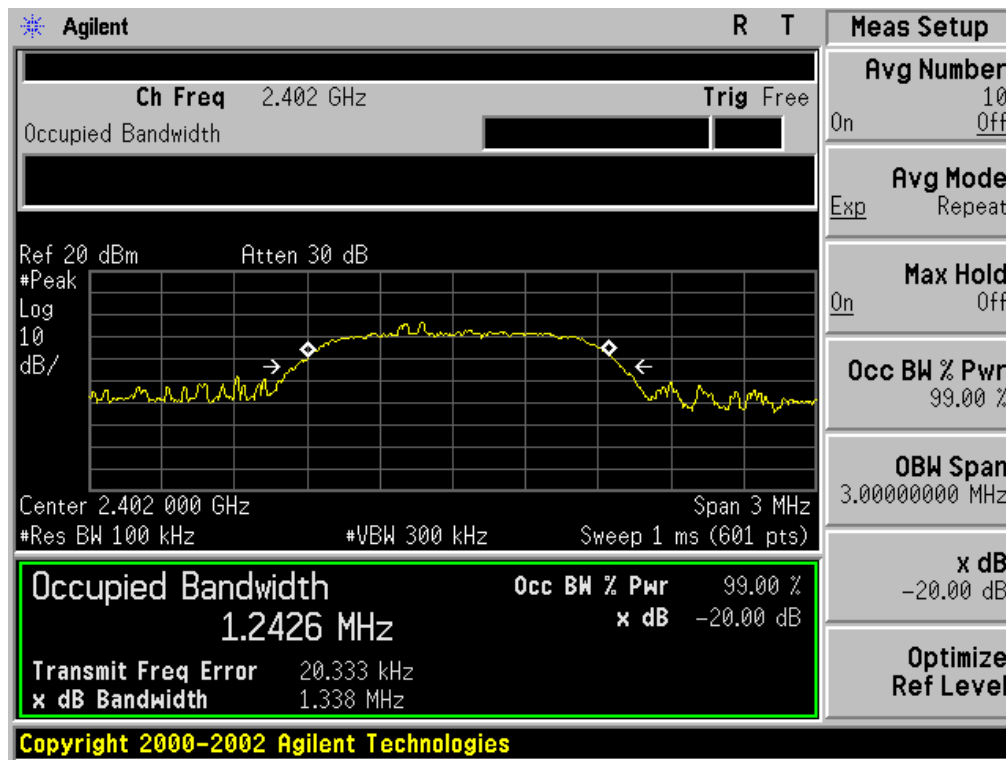 Agilent R T
Ch Freq 2.402 GHz Trig Free
Occupied Bandwidth
Ref 20 dBm Atten 30 dB
#Peak
Log
10
dB/
Center 2.402 000 GHz Span 3 MHz
#Res BW 100 kHz #VBW 300 kHz Sweep 1 ms (601 pts)
Occupied Bandwidth Occ BW % Pwr 99.00 %
1.2426 MHz x dB -20.00 dB
Transmit Freq Error 20.333 kHz
x dB Bandwidth 1.338 MHz
Copyright 2000-2002 Agilent Technologies
Meas Setup
Avg Number
10
On Off
Avg Mode
Exp Repeat
Max Hold
On Off
Occ BW % Pwr
99.00 %
OBW Span
3.00000000 MHz
x dB
-20.00 dB
Optimize
Ref Level